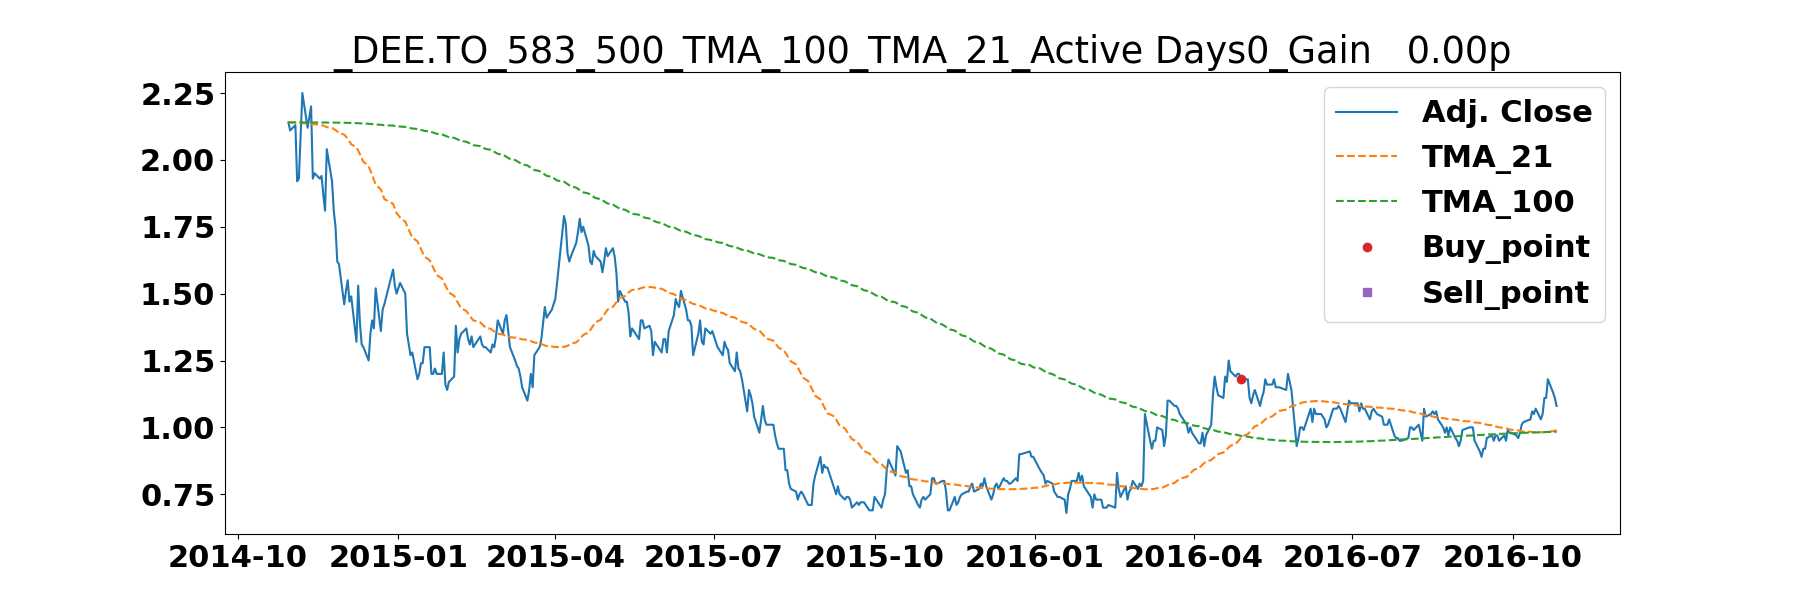 _DEE.TO_583_500_TMA_100_TMA_21_Active Days0_Gain   0.00p
2.25
2.00
1.75
1.50
1.25
1.00
0.75
Adj. Close
TMA_21
TMA_100
Buy_point
Sell_point
2014-10 2015-01 2015-04 2015-07 2015-10 2016-01 2016-04 2016-07 2016-10